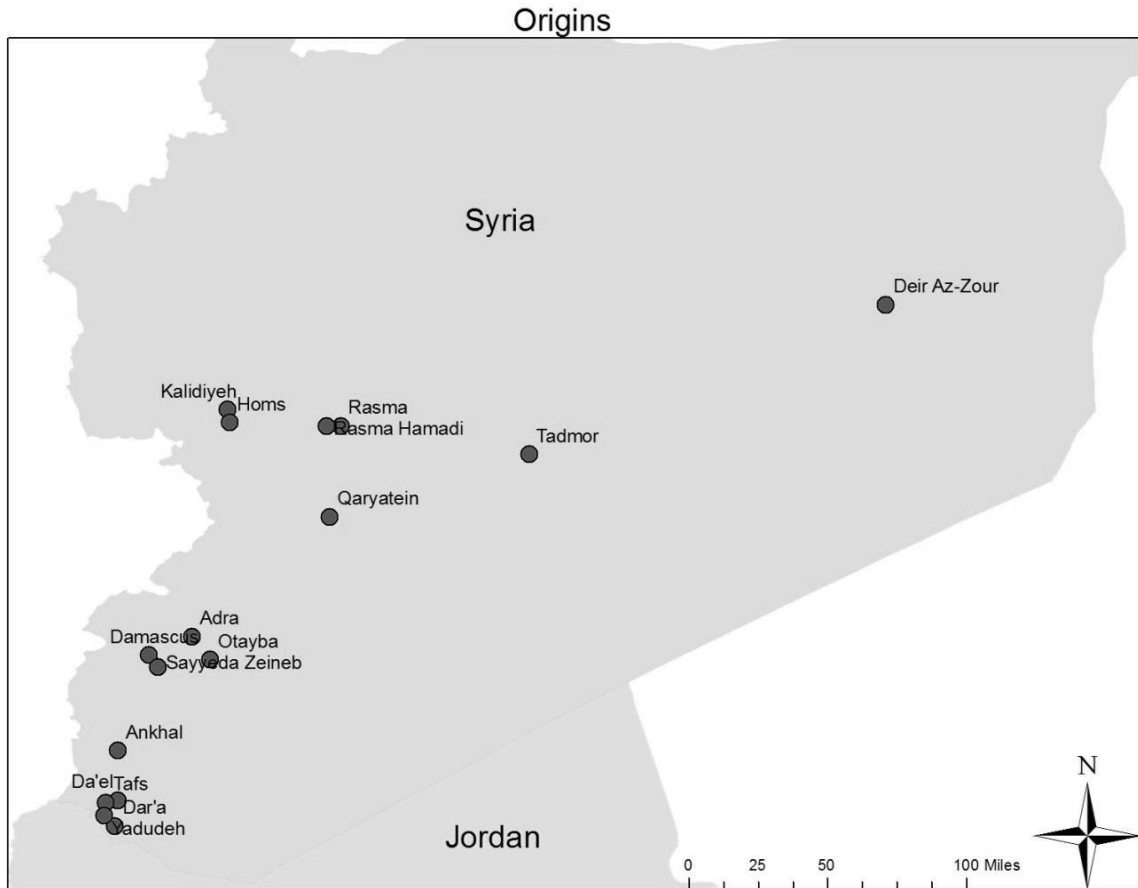 Origins
Syria
Deir Az-Zour
Kalidiyeh
Homs
Rasma
Rasma Hamadi
Tadmor
Qaryatein
Adra
Damascus
Otayba
Sayyeda Zeineb
Ankhal
Da'el
Tafs
Dar'a
Yadudeh
Jordan
N
0 25 50 100 Miles